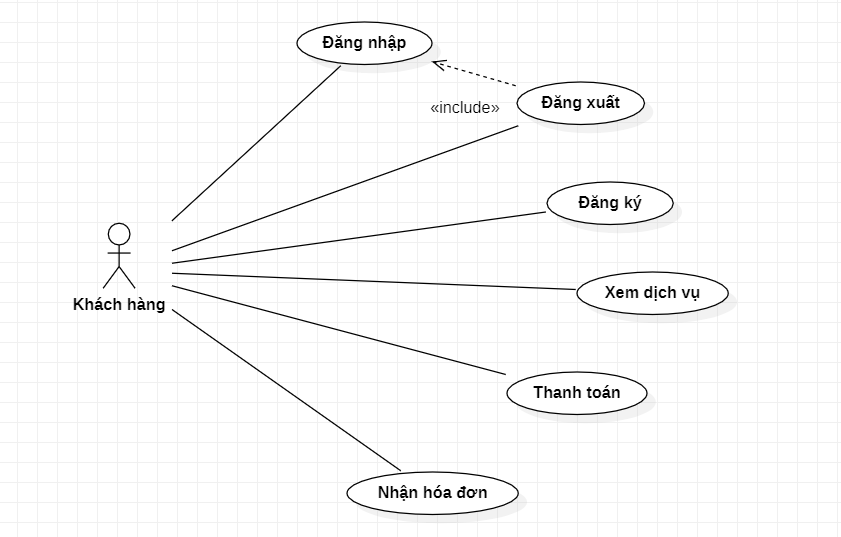 Đăng nhập
Đăng xuất
«include»
Đăng ký
Xem dịch vụ
Khách hàng
Thanh toán
Nhận hóa đơn